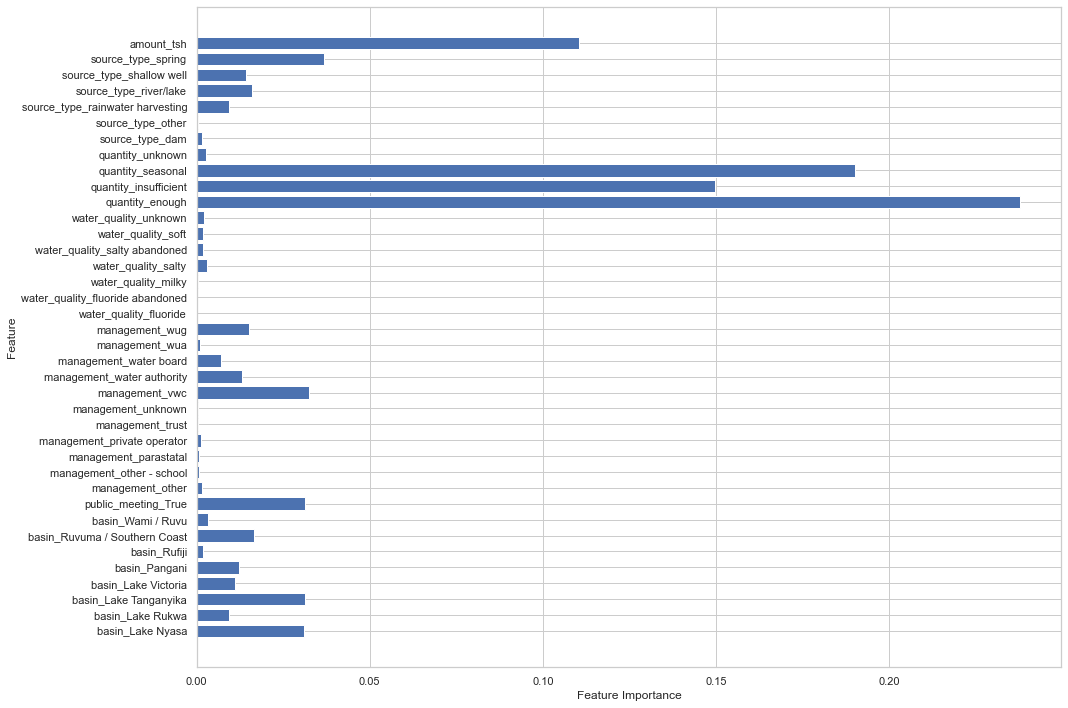 amount_tsh
source_type_spring
source_type_shallow well
source_type_river/lake
source_type_rainwater harvesting
source_type_other
source_type_dam
quantity_unknown
quantity_seasonal
quantity_insufficient
quantity_enough
water_quality_unknown
water_quality_soft
water_quality_salty abandoned
water_quality_salty
water_quality_milky
water_quality_fluoride abandoned
water_quality_fluoride
management_wug
management_wua
management_water board
management_water authority
management_vwc
management_unknown
management_trust
management_private operator
management_parastatal
management_other - school
management_other
public_meeting_True
basin_Wami / Ruvu
basin_Ruvuma / Southern Coast
basin_Rufiji
basin_Pangani
basin_Lake Victoria
basin_Lake Tanganyika
basin_Lake Rukwa
basin_Lake Nyasa
Feature
0.00 0.05 0.10 0.15 0.20
Feature Importance